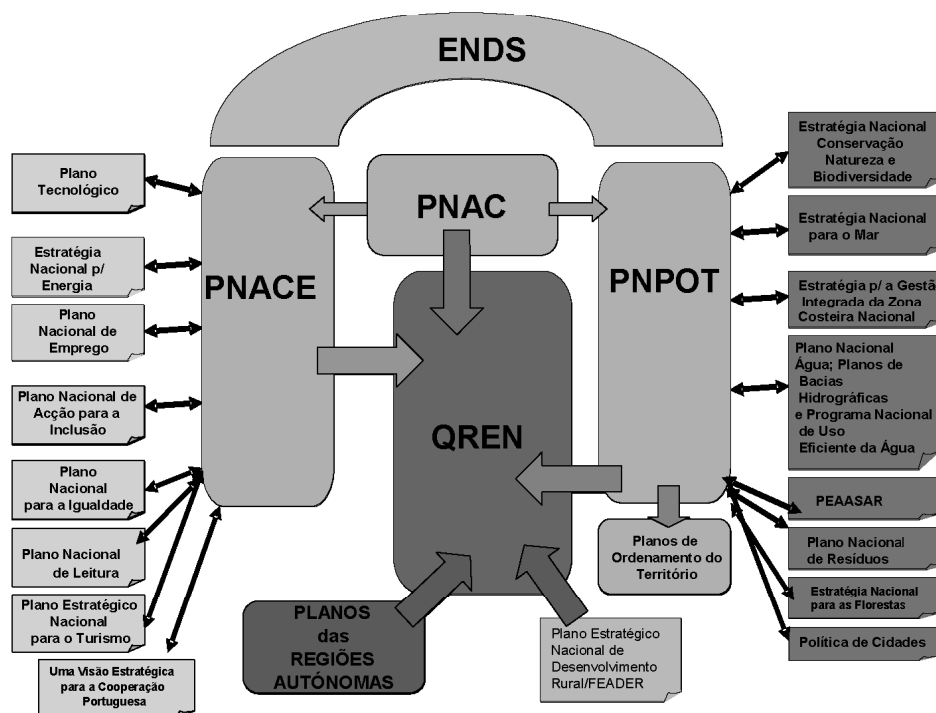 ENDS
Plano
Tecnológico
Estratégia
Nacional p/
Energia
Plano
Nacional de
Emprego
Plano Nacional de
Acção para a
Inclusão
Plano
Nacional
para a Igualdade
Plano Nacional
de Leitura
Plano Estratégico
Nacional
para o Turismo
Uma Visão Estratégica
para a Cooperação
Portuguesa
PNACE
PNAC
PNPOT
QREN
PLANOS
das
REGIÕES
AUTÓNOMAS
Plano Estratégico
Nacional de
Desenvolvimento
Rural/FEADER
Planos de
Ordenamento do
Território
Estratégia Nacional
Conservação
Natureza e
Biodiversidade
Estratégia Nacional
para o Mar
Estratégia p/ a Gestão
Integrada da Zona
Costeira Nacional
Plano Nacional
Água; Planos de
Bacias
Hidrográficas
e Programa Nacional
de Uso
Eficiente da Água
PEAASAR
Plano Nacional
de Resíduos
Estratégia Nacional
para as Florestas
Política de Cidades